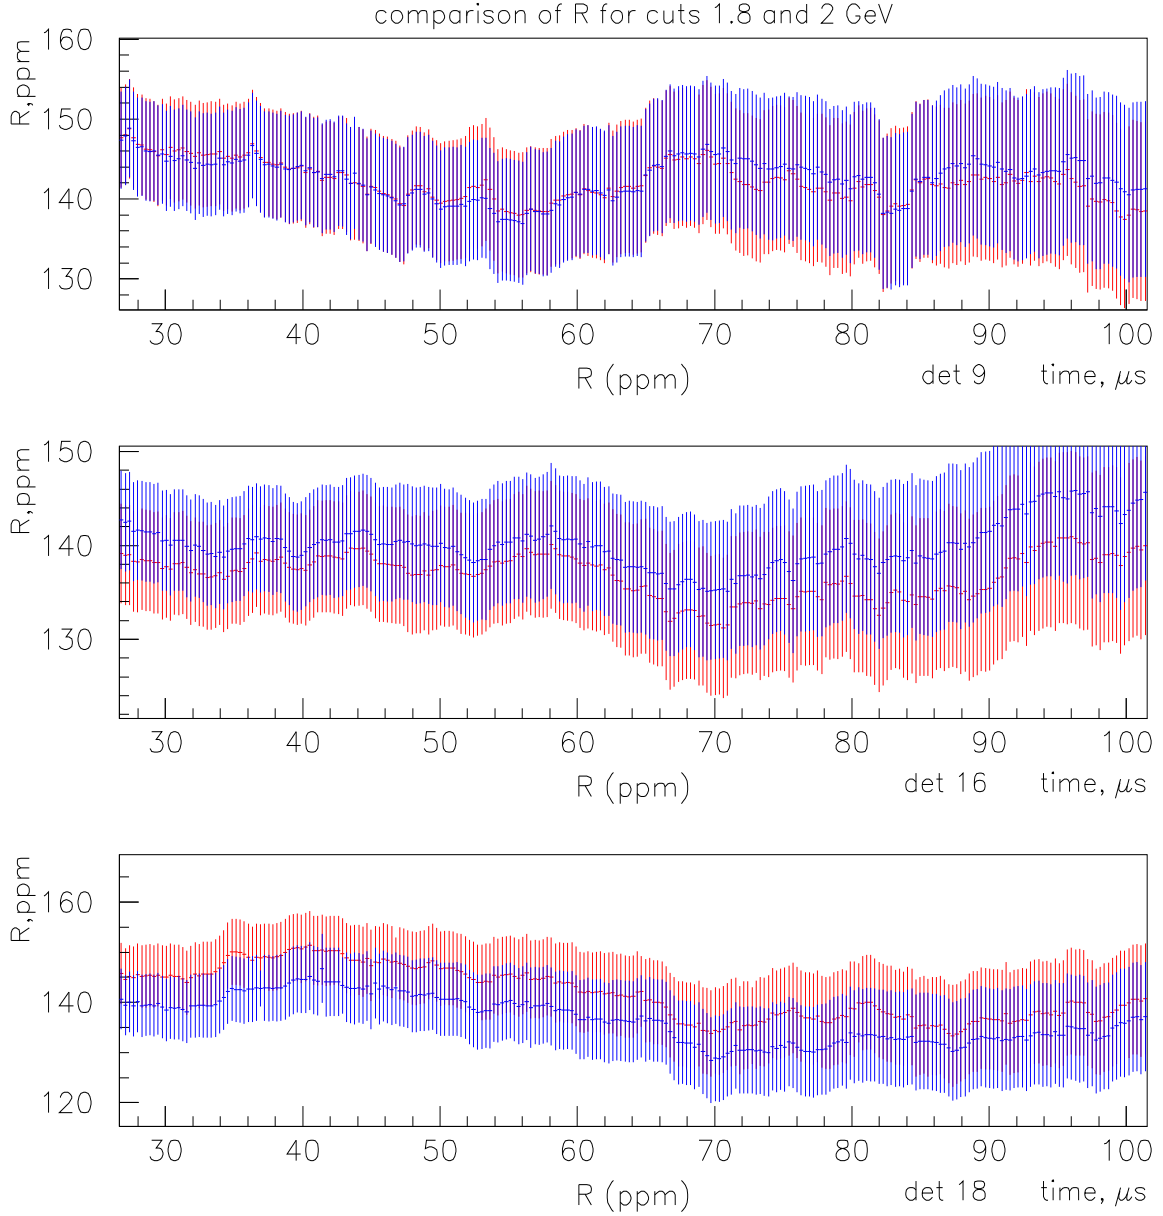 comparison of R for cuts 1.8 and 2 GeV
R,ppm
160
150
140
130
30 40 50 60 70 80 90 100
R (ppm) det 9 time, μs
R,ppm
150
140
130
30 40 50 60 70 80 90 100
R (ppm) det 16 time, μs
R,ppm
160
140
120
30 40 50 60 70 80 90 100
R (ppm) det 18 time, μs